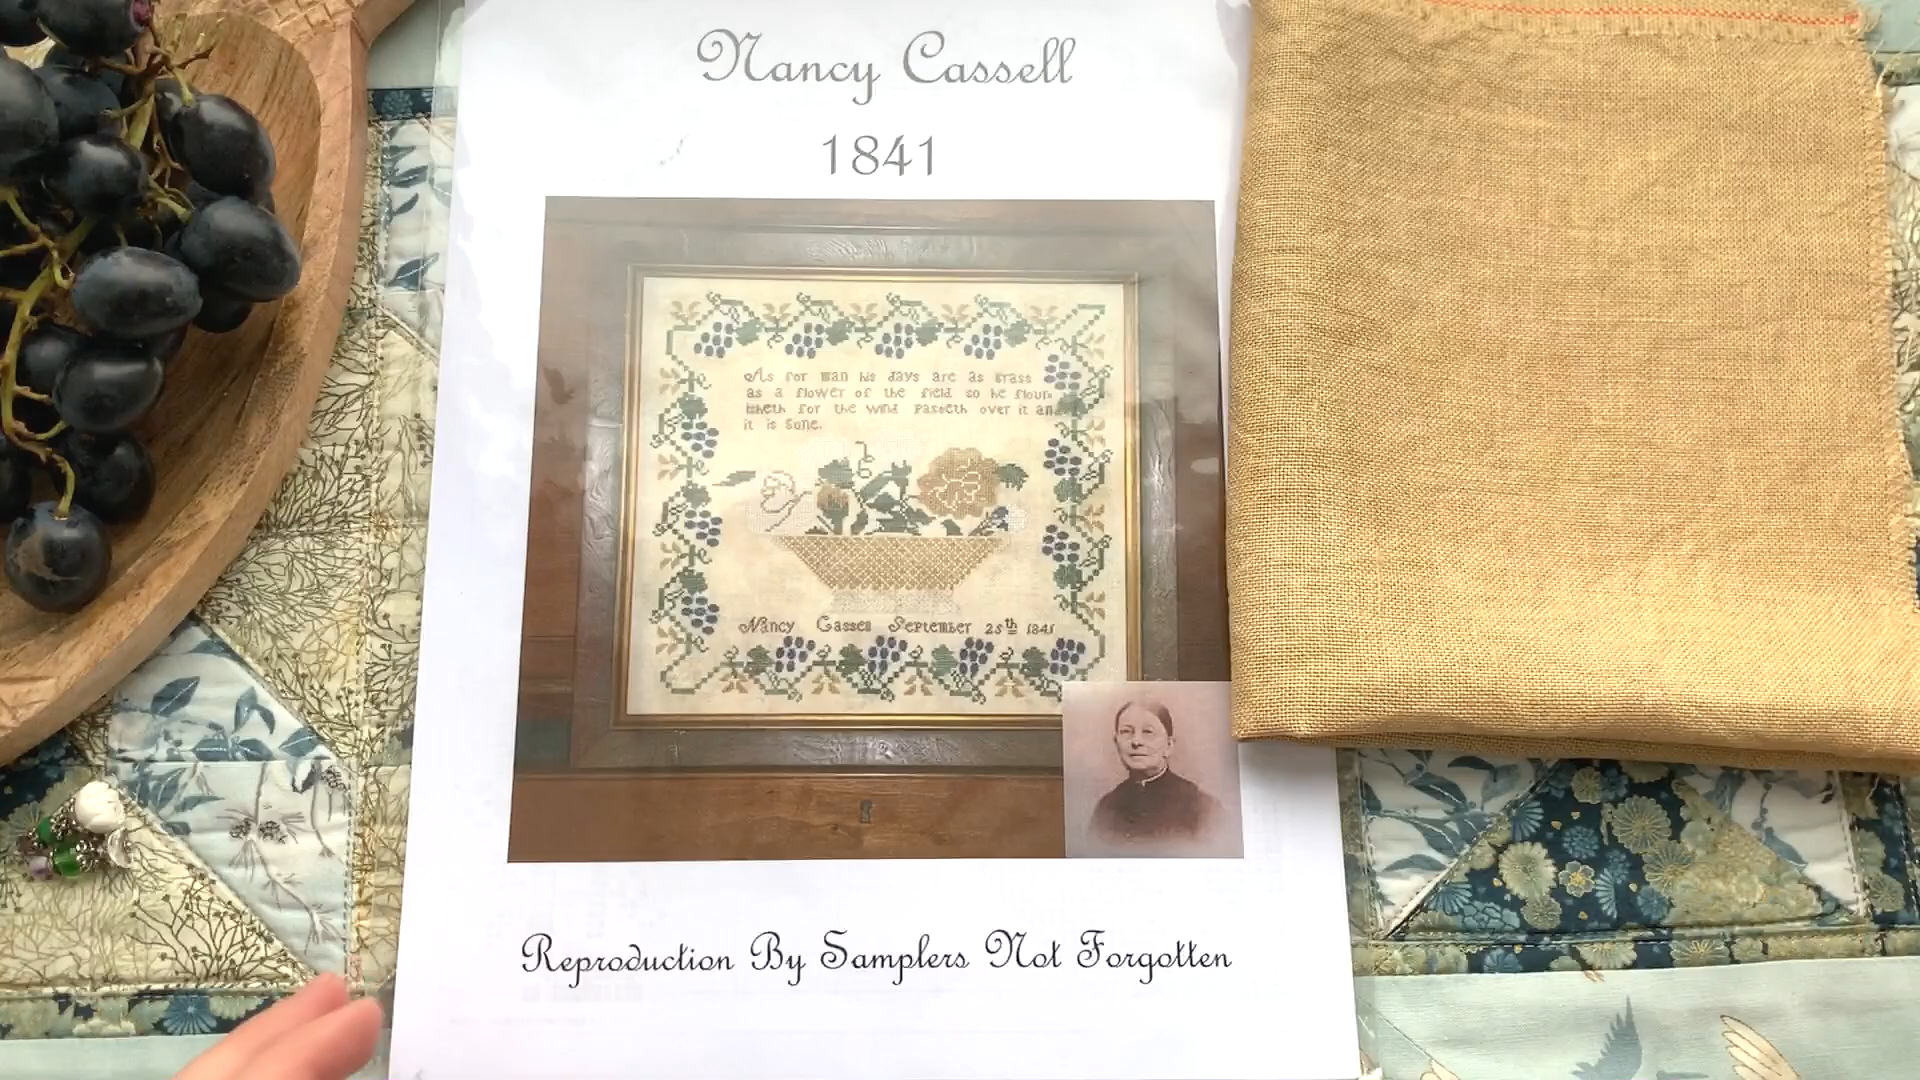 Nancy Cassell
1841
As for man his days are as grass
as a flower of the field so he flour
isheth for the wind passeth over it and
it is gone.
Nancy Cassell September 25th 1841
Reproduction By Samplers Not Forgotten